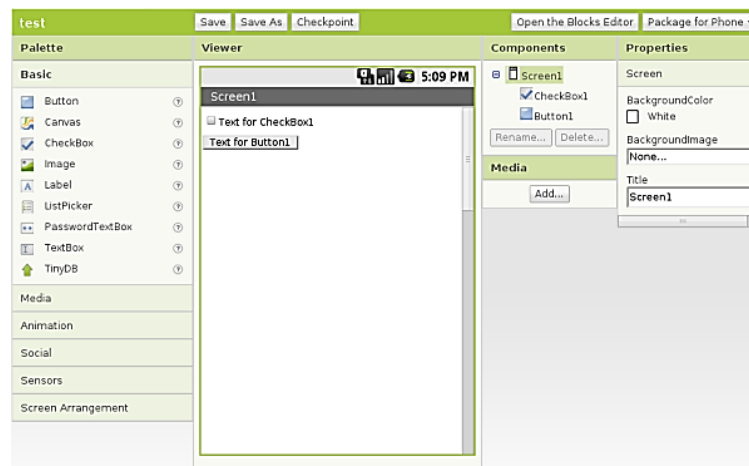 test
Save Save As Checkpoint Open the Blocks Editor Package for Phone
Palette
Basic
Button
Canvas
CheckBox
Image
Label
ListPicker
PasswordTextBox
TextBox
TinyDB
Media
Animation
Social
Sensors
Screen Arrangement
Viewer
5:09 PM
Screen1
Text for CheckBox1
Text for Button1
Components
Screen1
CheckBox1
Button1
Rename... Delete...
Media
Add...
Properties
Screen
BackgroundColor
White
BackgroundImage
None...
Title
Screen1